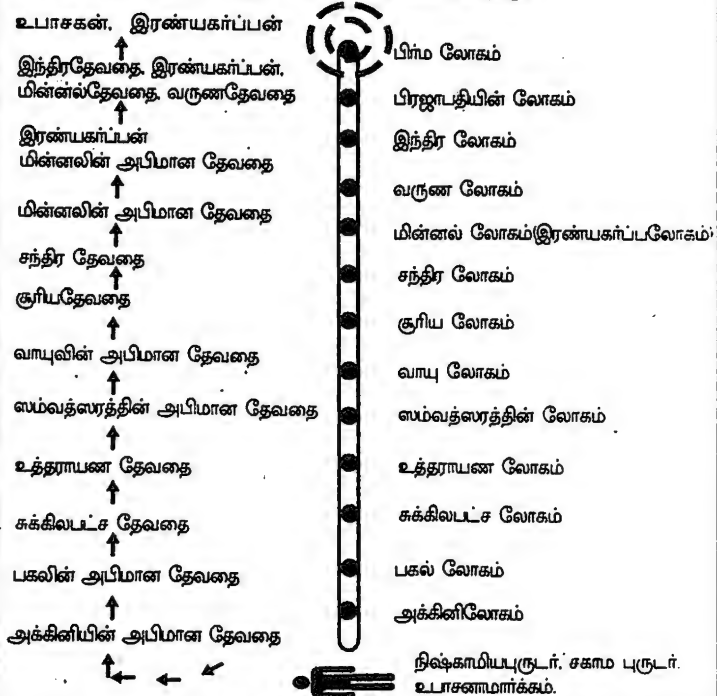 உபாசகன், இரண்யகர்ப்பன்
இந்திரதேவதை, இரண்யகர்ப்பன்,
மின்னல்தேவதை, வருணதேவதை
இரண்யகர்ப்பன்
மின்னலின் அபிமான தேவதை
மின்னலின் அபிமான தேவதை
சந்திர தேவதை
சூரியதேவதை
வாயுவின் அபிமான தேவதை
ஸம்வத்ஸரத்தின் அபிமான தேவதை
உத்தராயண தேவதை
சுக்கிலபட்ச தேவதை
பகலின் அபிமான தேவதை
அக்கினியின் அபிமான தேவதை
பிர்ம லோகம்
பிரஜாபதியின் லோகம்
இந்திர லோகம்
வருண லோகம்
மின்னல் லோகம்(இரண்யகர்ப்பலோகம்)
சந்திர லோகம்
சூரிய லோகம்
வாயு லோகம்
ஸம்வத்ஸரத்தின் லோகம்
உத்தராயண லோகம்
சுக்கிலபட்ச லோகம்
பகல் லோகம்
அக்கினிலோகம்
நிஷ்காமியபுருடர், சகாம புருடர்.
உபாசனாமார்க்கம்.